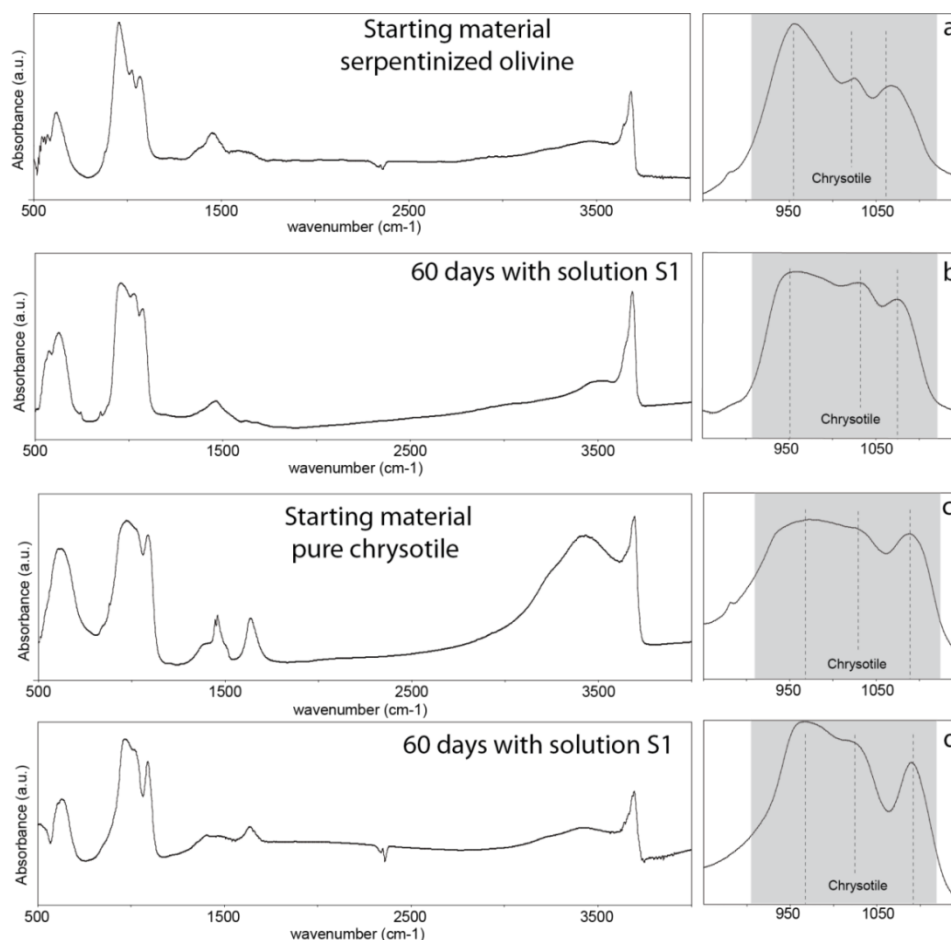 Starting material
serpentinized olivine
Absorbance (a.u.)
500 1500 2500 3500
wavenumber (cm-1)
a
Chrysotile
950 1050
60 days with solution S1
Absorbance (a.u.)
500 1500 2500 3500
wavenumber (cm-1)
b
Chrysotile
950 1050
Starting material
pure chrysotile
Absorbance (a.u.)
500 1500 2500 3500
wavenumber (cm-1)
Chrysotile
950 1050
60 days with solution S1
Absorbance (a.u.)
500 1500 2500 3500
wavenumber (cm-1)
Chrysotile
950 1050